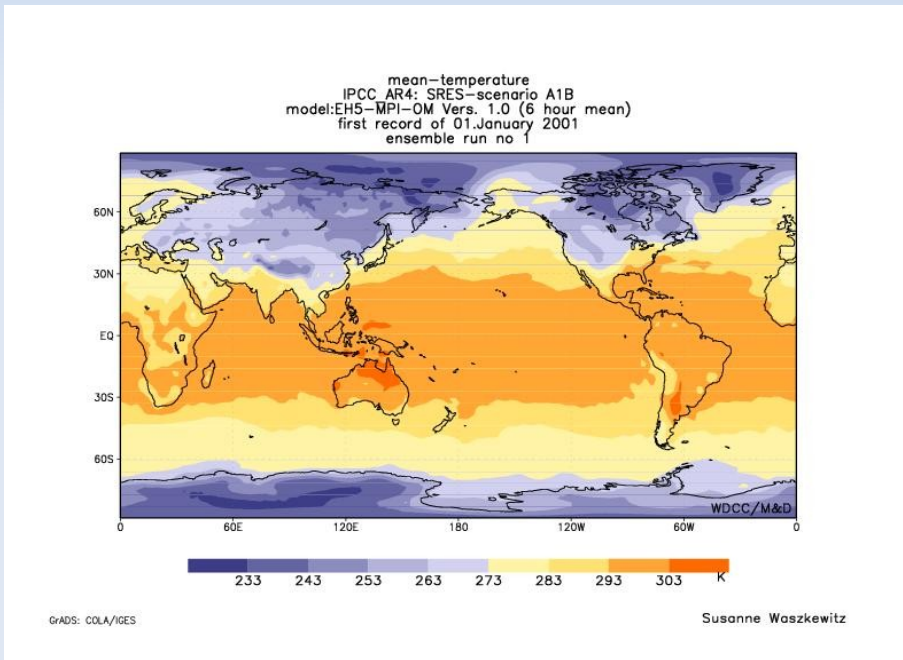 mean-temperature
IPCC_AR4: SRES-scenario A1B
model:EH5-MPI-OM Vers. 1.0 (6 hour mean)
first record of 01.January 2001
ensemble run no 1
60N
30N
EQ
30S
60S
WDCC/M&D
0 60E 120E 180 120W 60W 0
233 243 253 263 273 283 293 303 K
GrADS: COLA/IGES
Susanne Waszkewitz